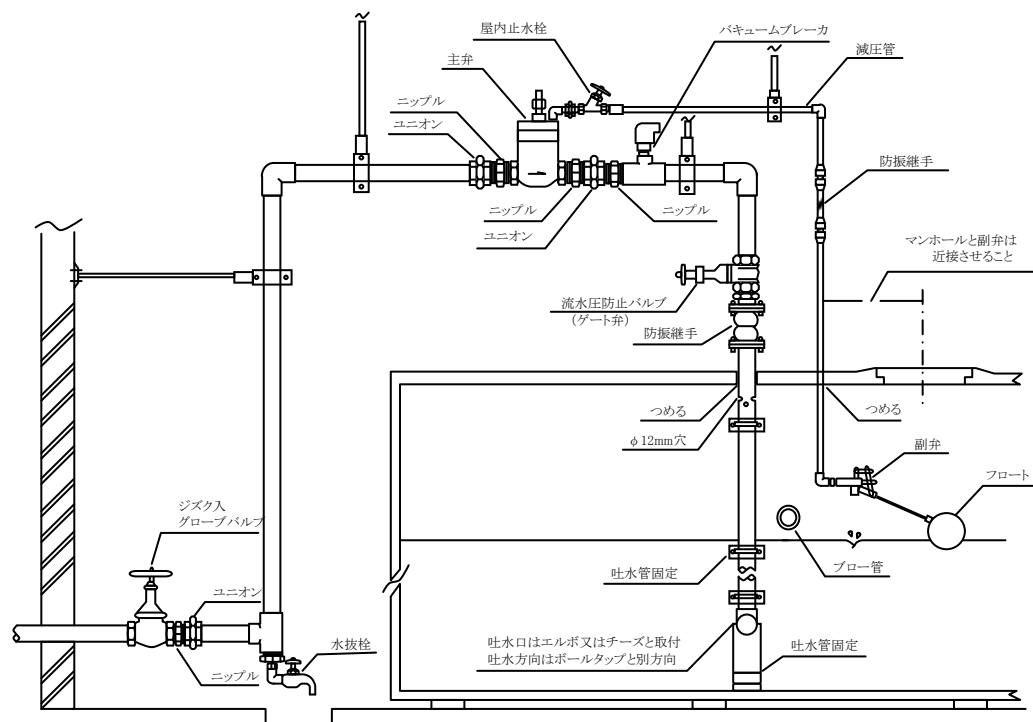 屋内止水栓
バキュームブレーカ
主弁
減圧管
ニップル
ユニオン
防振継手
ニップル
ニップル
ユニオン
マンホールと副弁は
近接させること
流水圧防止バルブ
(ゲート弁)
防振継手
つめる
つめる
φ12mm穴
副弁
フロート
ジズク入
グローブバルブ
吐水管固定
ブロー管
ユニオン
水抜栓
吐水口はエルボ又はチーズと取付
吐水方向はボールタップと別方向
吐水管固定
ニップル